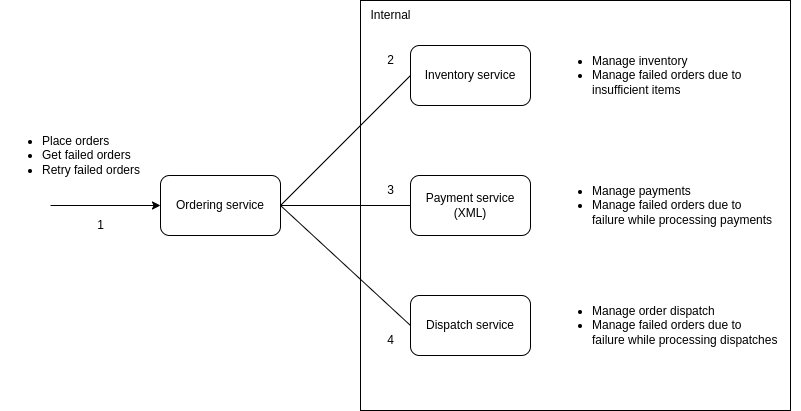 Internal
2
Inventory service
• Manage inventory
• Manage failed orders due to
insufficient items
• Place orders
• Get failed orders
• Retry failed orders
1
Ordering service
3
Payment service
(XML)
• Manage payments
• Manage failed orders due to
failure while processing payments
4
Dispatch service
• Manage order dispatch
• Manage failed orders due to
failure while processing dispatches